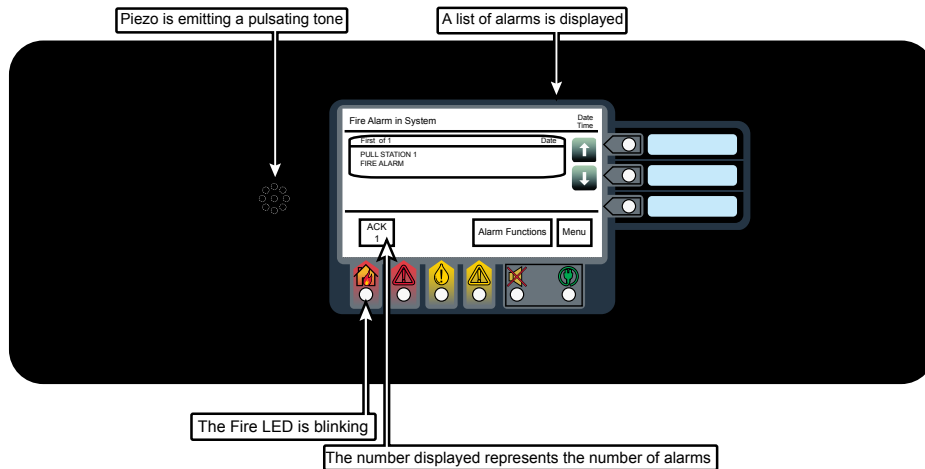 Piezo is emitting a pulsating tone
A list of alarms is displayed
Fire Alarm in System
Date
Time
First of 1
Date
PULL STATION 1
FIRE ALARM
ACK
1
Alarm Functions
Menu
The Fire LED is blinking
The number displayed represents the number of alarms